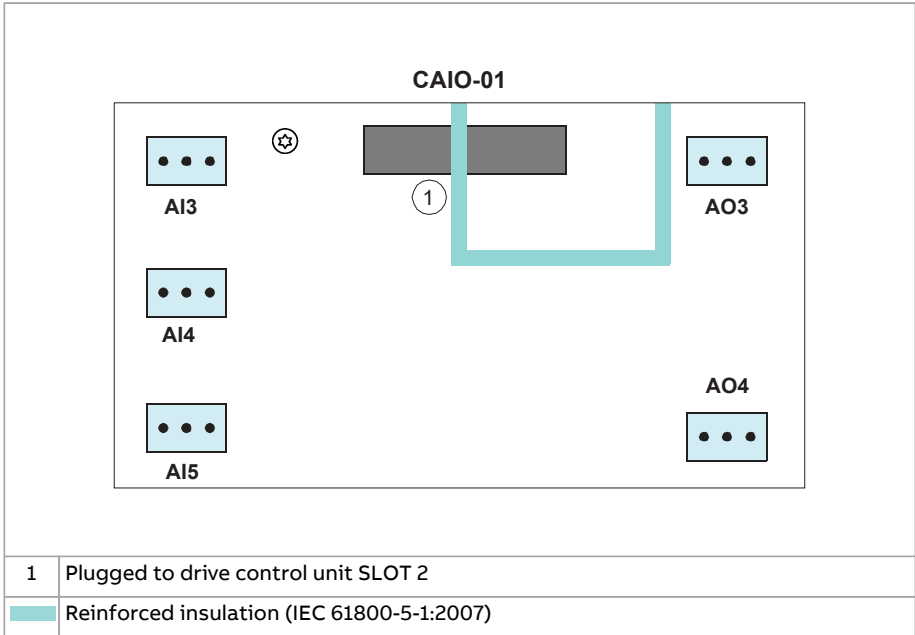 CAIO-01
AI3
1
AO3
AI4
AO4
AI5
1 Plugged to drive control unit SLOT 2
Reinforced insulation (IEC 61800-5-1:2007)